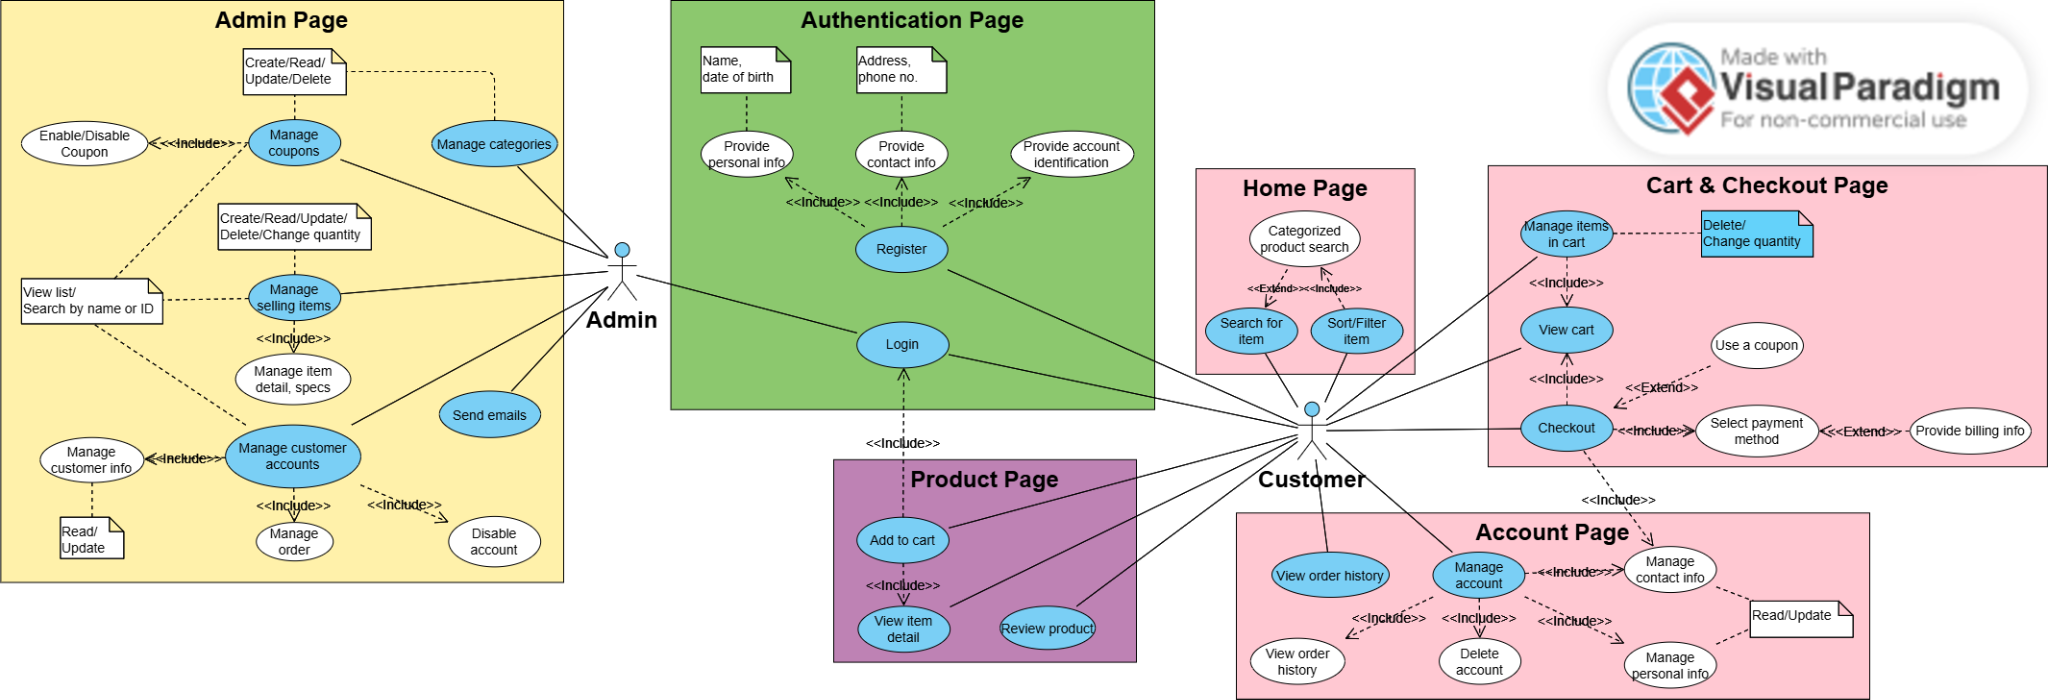 Admin Page
Create/Read/
Update/Delete
Enable/Disable
Coupon
<<Include>>
Manage
coupons
Manage categories
Create/Read/Update/
Delete/Change quantity
View list/
Search by name or ID
Manage
selling items
<<Include>>
Manage item
detail, specs
Send emails
Manage customer
accounts
Manage
customer info
<<Include>>
<<Include>>
<<Include>>
Read/
Update
Manage
order
Disable
account
Admin
Authentication Page
Name,
date of birth
Address,
phone no.
Provide
personal info
Provide
contact info
Provide account
identification
<<Include>>
<<Include>>
<<Include>>
Register
Login
<<Include>>
Product Page
Add to cart
<<Include>>
View item
detail
Review product
Home Page
Categorized
product search
<<Extend>>
<<Include>>
Search for
item
Sort/Filter
item
Customer
Made with
Visual Paradigm
For non-commercial use
Cart & Checkout Page
Manage items
in cart
Delete/
Change quantity
<<Include>>
View cart
Use a coupon
<<Include>>
<<Extend>>
Checkout
<<Include>>
Select payment
method
<<Extend>>
Provide billing info
<<Include>>
Account Page
View order history
Manage
account
<<Include>>
Manage
contact info
<<Include>>
<<Include>>
<<Include>>
Read/Update
View order
history
Delete
account
Manage
personal info